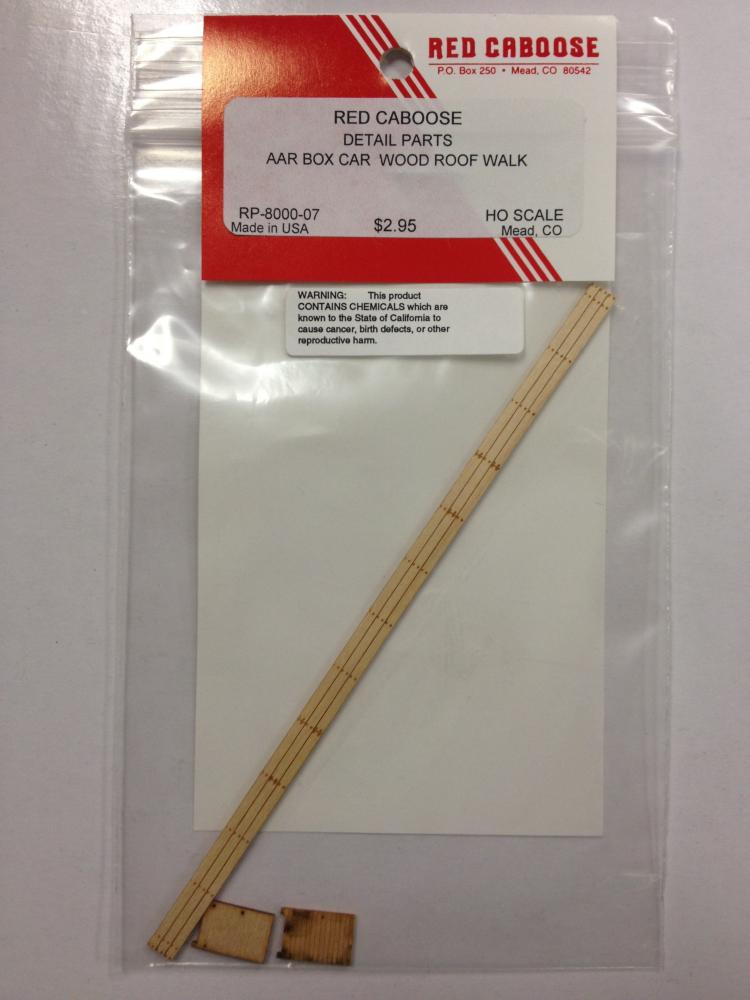 RED CABOOSE
P.O. Box 250 • Mead, CO 80542
RED CABOOSE
DETAIL PARTS
AAR BOX CAR WOOD ROOF WALK
RP-8000-07 $2.95 HO SCALE
Made in USA Mead, CO
WARNING: This product
CONTAINS CHEMICALS which are
known to the State of California to
cause cancer, birth defects, or other
reproductive harm.